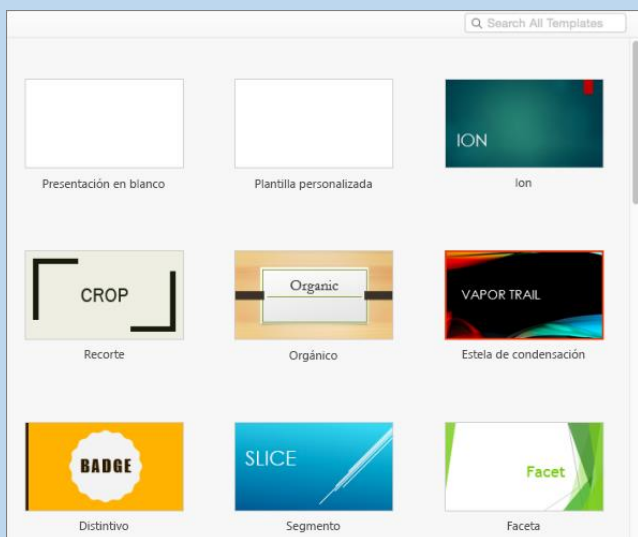 Search All Templates
Presentación en blanco
Plantilla personalizada
ION
Ion
CROP
Recorte
Organic
Orgánico
VAPOR TRAIL
Estela de condensación
BADGE
Distintivo
SLICE
Segmento
Facet
Faceta